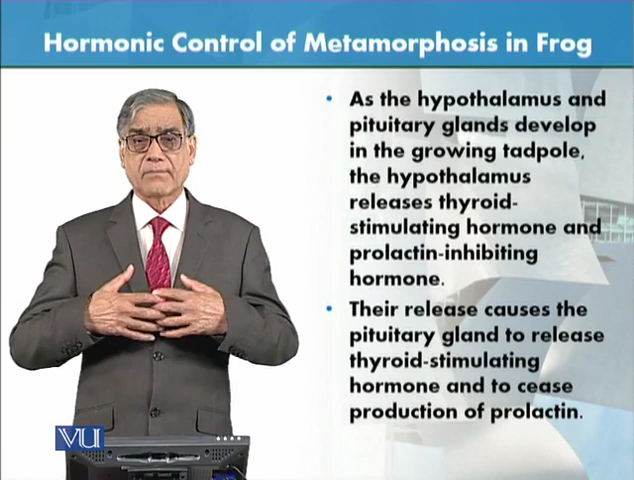 Hormonic Control of Metamorphosis in Frog
• As the hypothalamus and
pituitary glands develop
in the growing tadpole,
the hypothalamus
releases thyroid-
stimulating hormone and
prolactin-inhibiting
hormone.
• Their release causes the
pituitary gland to release
thyroid-stimulating
hormone and to cease
production of prolactin.
VU